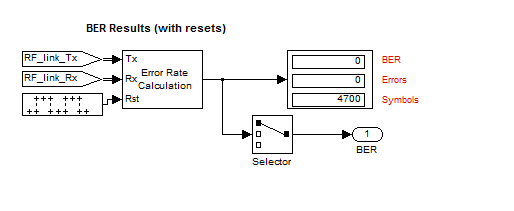 BER Results (with resets)
RF_link_Tx
RF_link_Rx
Tx
Rx
Rst
Error Rate
Calculation
0
0
4700
BER
Errors
Symbols
Selector
1
BER